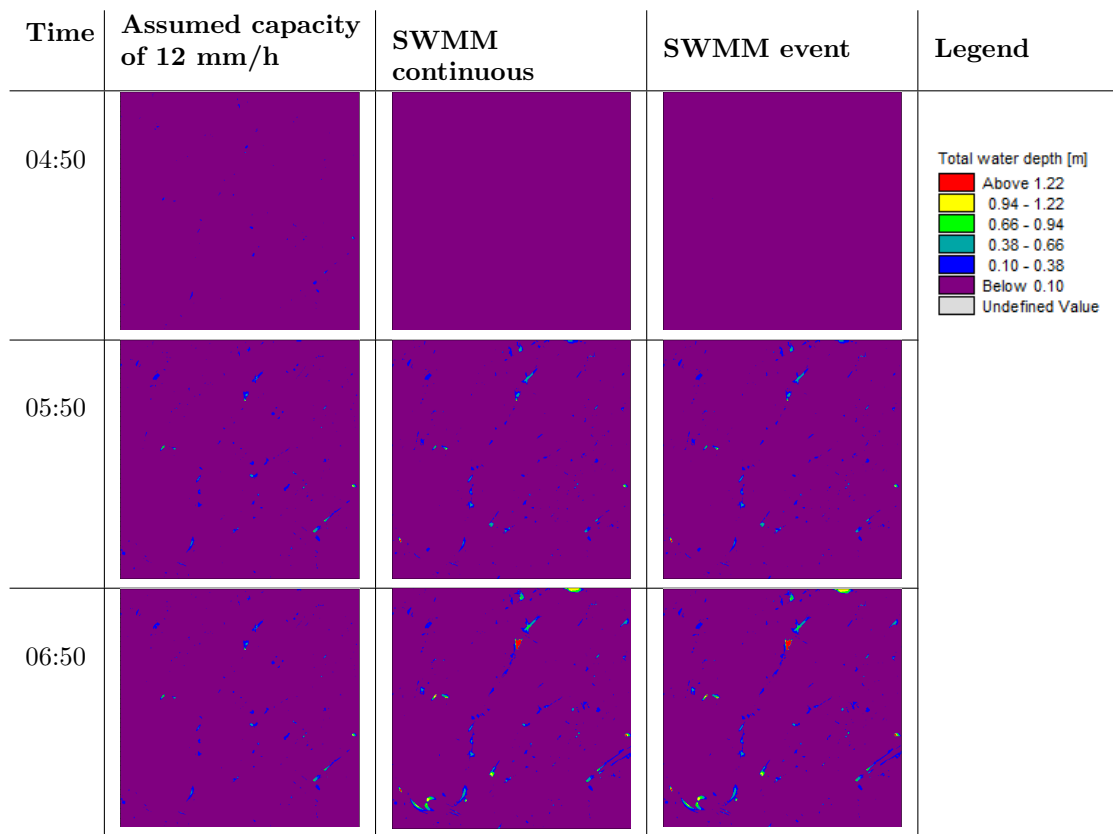 Time
Assumed capacity
of 12 mm/h
SWMM
continuous
SWMM event
Legend
04:50
Total water depth [m]
Above 1.22
0.94 - 1.22
0.66 - 0.94
0.38 - 0.66
0.10 - 0.38
Below 0.10
Undefined Value
05:50
06:50